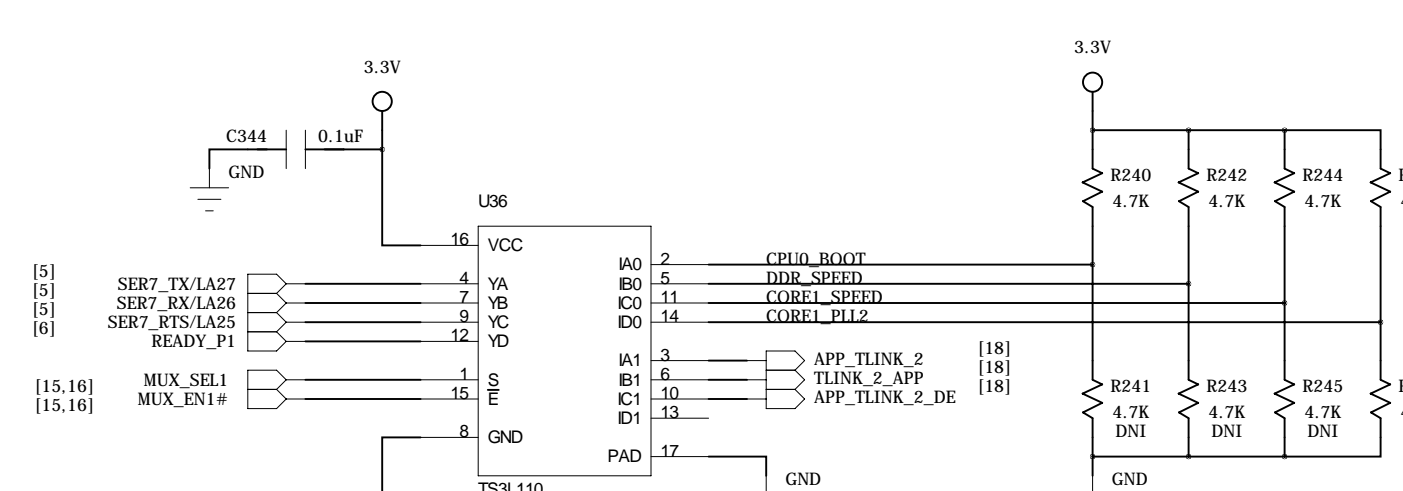 3.3V
3.3V
C344 0.1uF
GND
R240 R242 R244
4.7K 4.7K 4.7K
U36
16 VCC
IA0 2 CPU0_BOOT
[5] SER7_TX/LA27 4 YA IB0 5 DDR_SPEED
[5] SER7_RX/LA26 7 YB IC0 11 CORE1_SPEED
[5] SER7_RTS/LA25 9 YC ID0 14 CORE1_PLL2
[6] READY_P1 12 YD
IA1 3 APP_TLINK_2 [18]
[15,16] MUX_SEL1 1 S IB1 6 TLINK_2_APP [18]
[15,16] MUX_EN1# 15 E IC1 10 APP_TLINK_2_DE [18]
ID1 13
R241 R243 R245
4.7K 4.7K 4.7K
DNI DNI DNI
8 GND
PAD 17
GND
GND
TS3L110